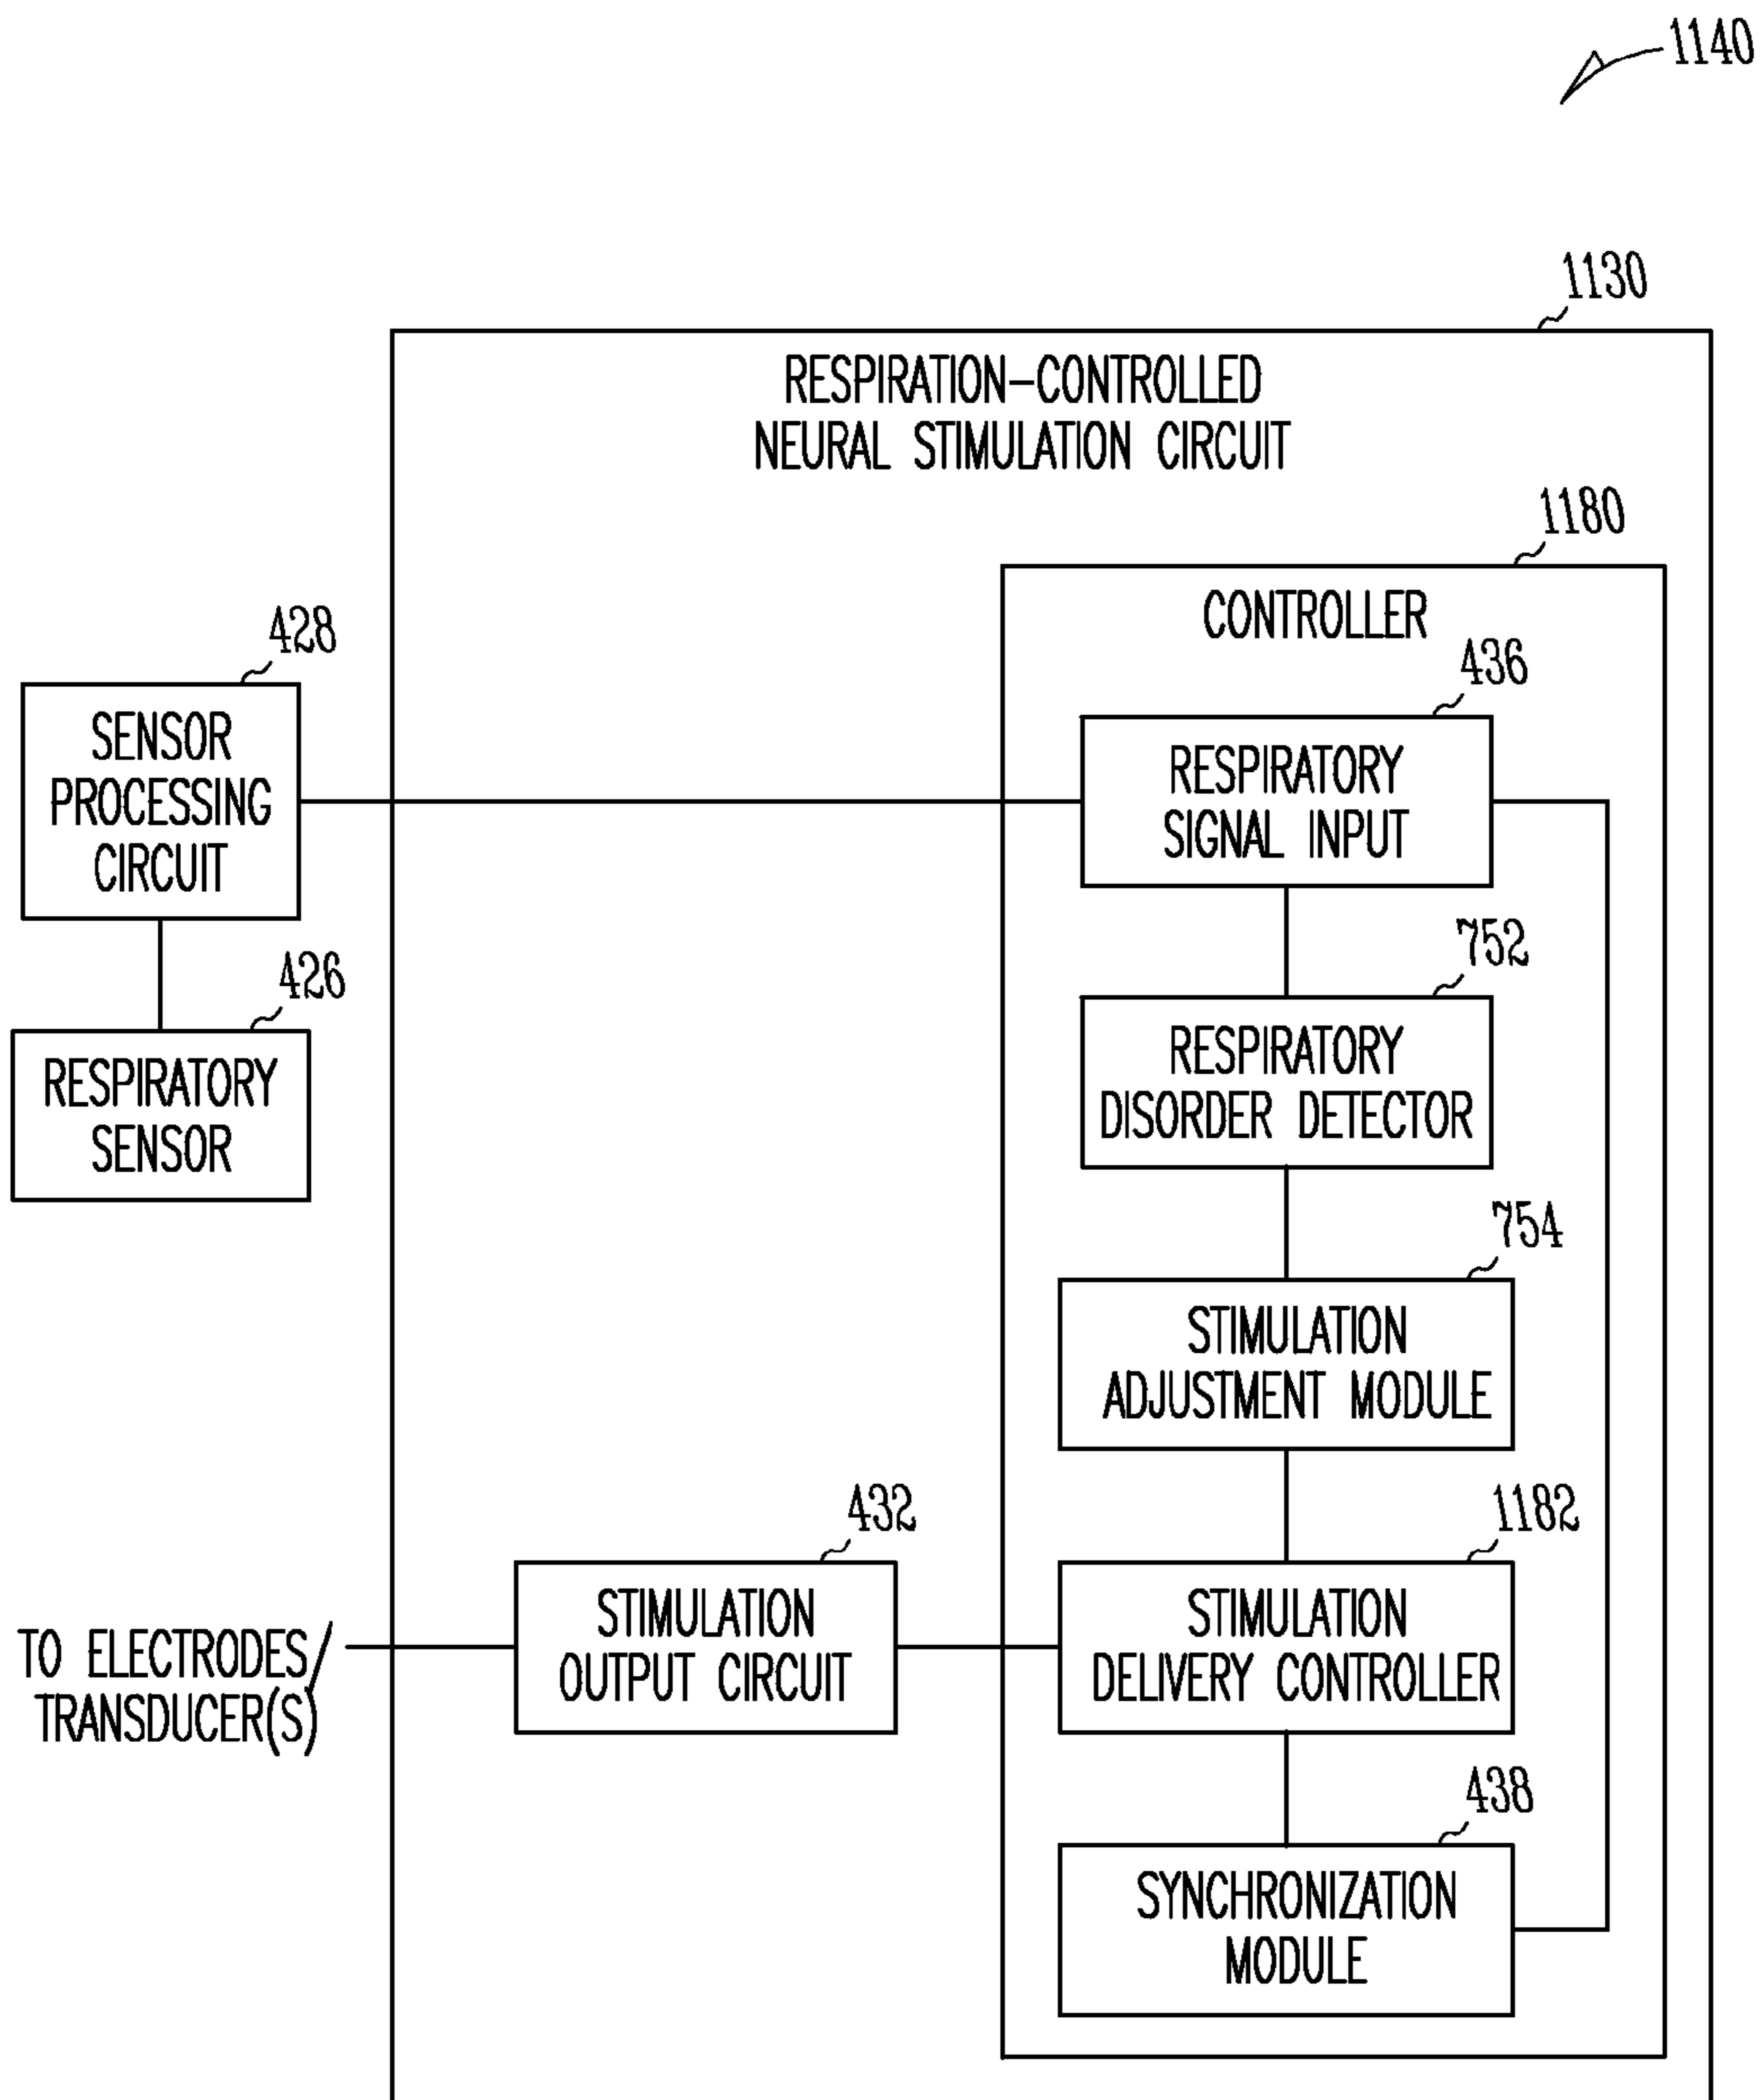 1140
1130
RESPIRATION-CONTROLLED
NEURAL STIMULATION CIRCUIT
1180
CONTROLLER
428
SENSOR
PROCESSING
CIRCUIT
436
RESPIRATORY
SIGNAL INPUT
426
RESPIRATORY
SENSOR
752
RESPIRATORY
DISORDER DETECTOR
754
STIMULATION
ADJUSTMENT MODULE
432
STIMULATION
OUTPUT CIRCUIT
1182
STIMULATION
DELIVERY CONTROLLER
TO ELECTRODES/
TRANSDUCER(S)
438
SYNCHRONIZATION
MODULE